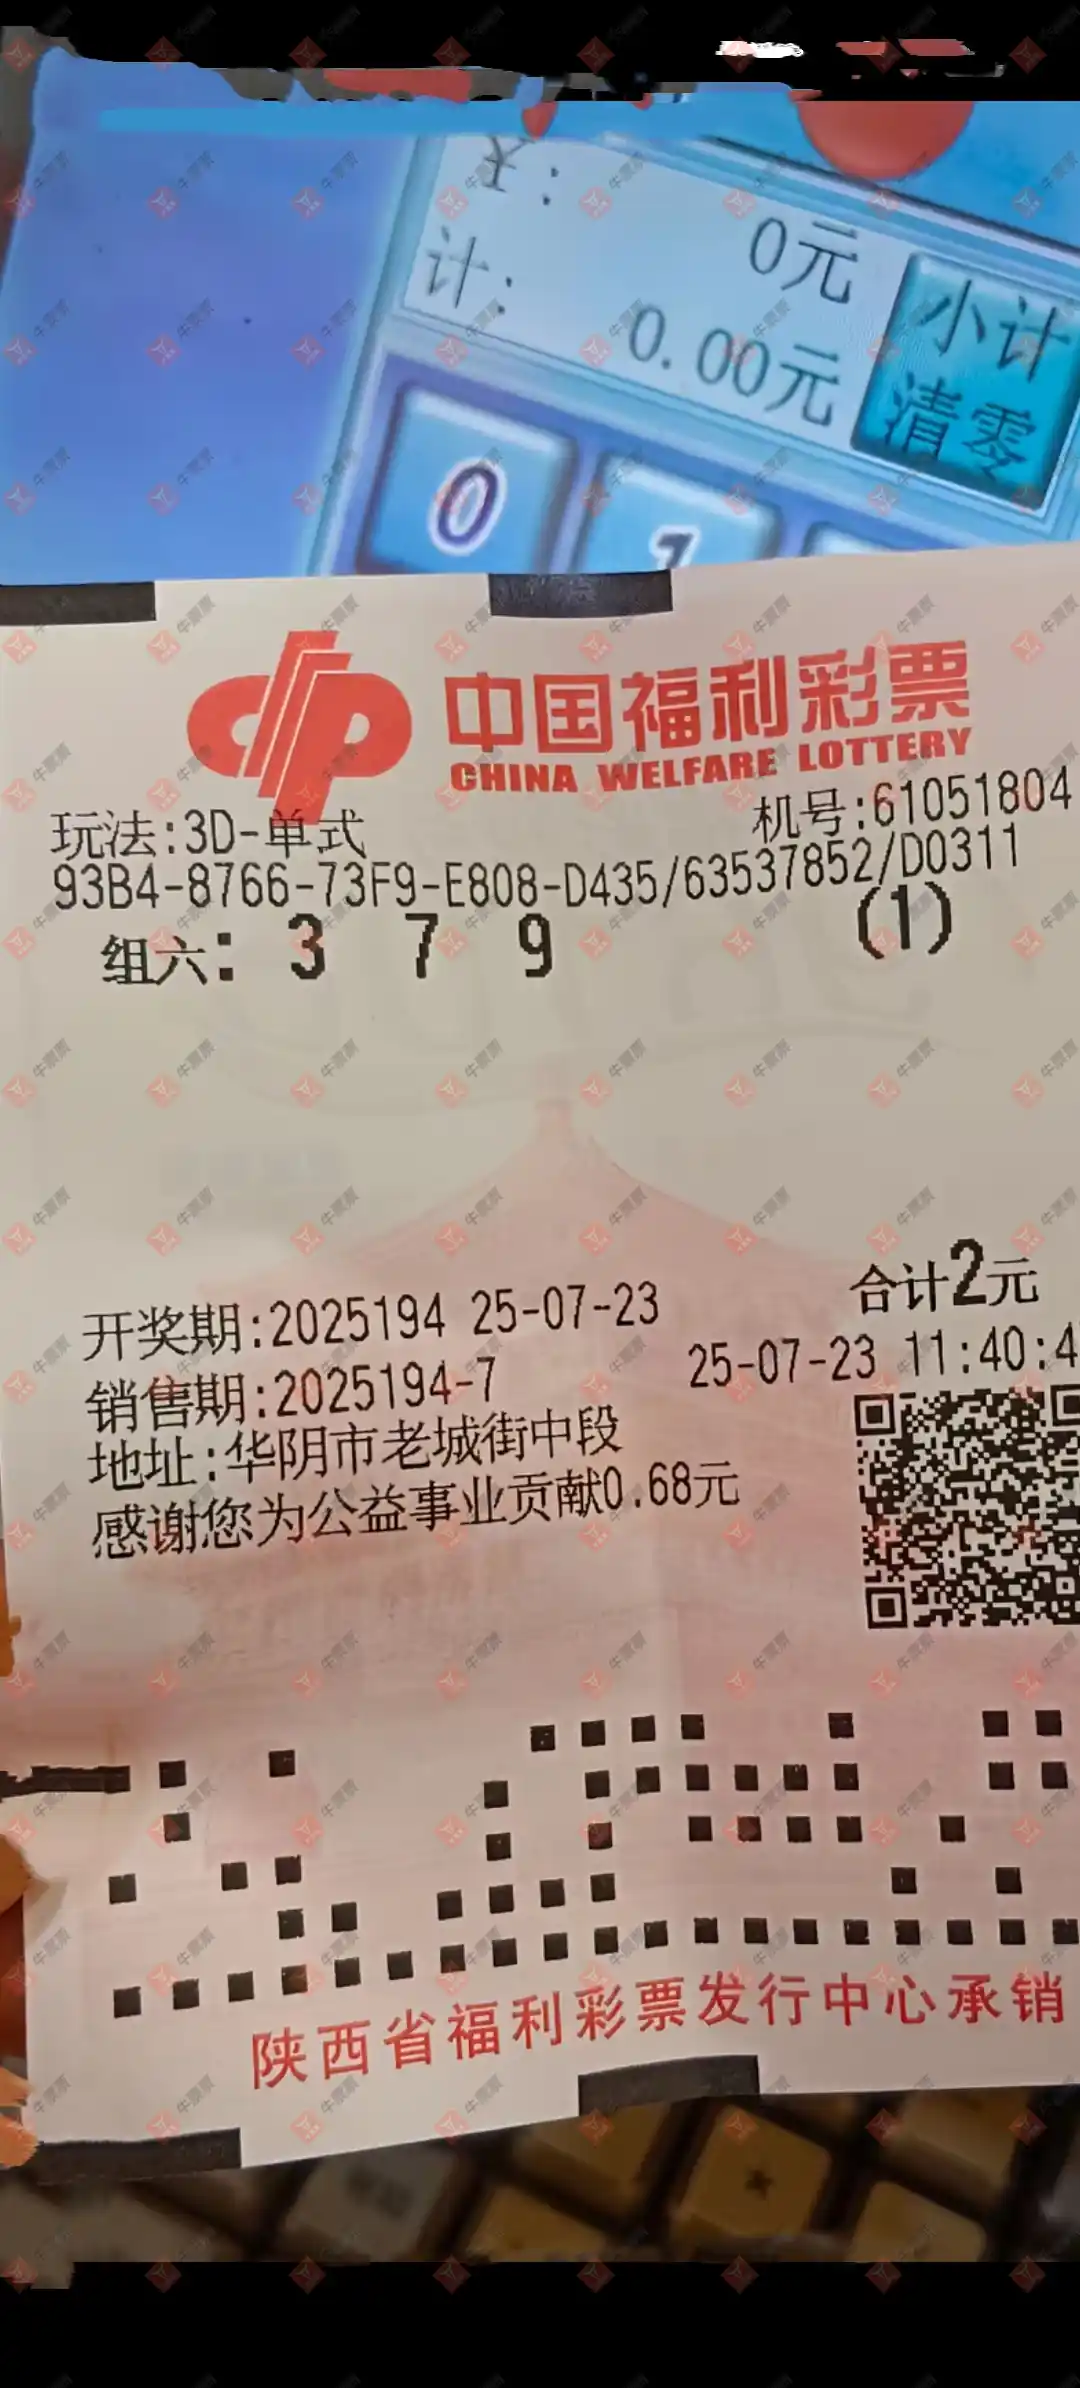 ¥:
0元
计:
0.00元
小计
清零
0
1
中国福利彩票
CHINA WELFARE LOTTERY
玩法:3D-单式
机号:61051804
93B4-8766-73F9-E808-D435/63537852/D0311
组六: 3 7 9 (1)
合计2元
开奖期:2025194 25-07-23
销售期:2025194-7
25-07-23 11:40:4
地址:华阴市老城街中段
感谢您为公益事业贡献0.68元
陕西省福利彩票发行中心承销
牛票票